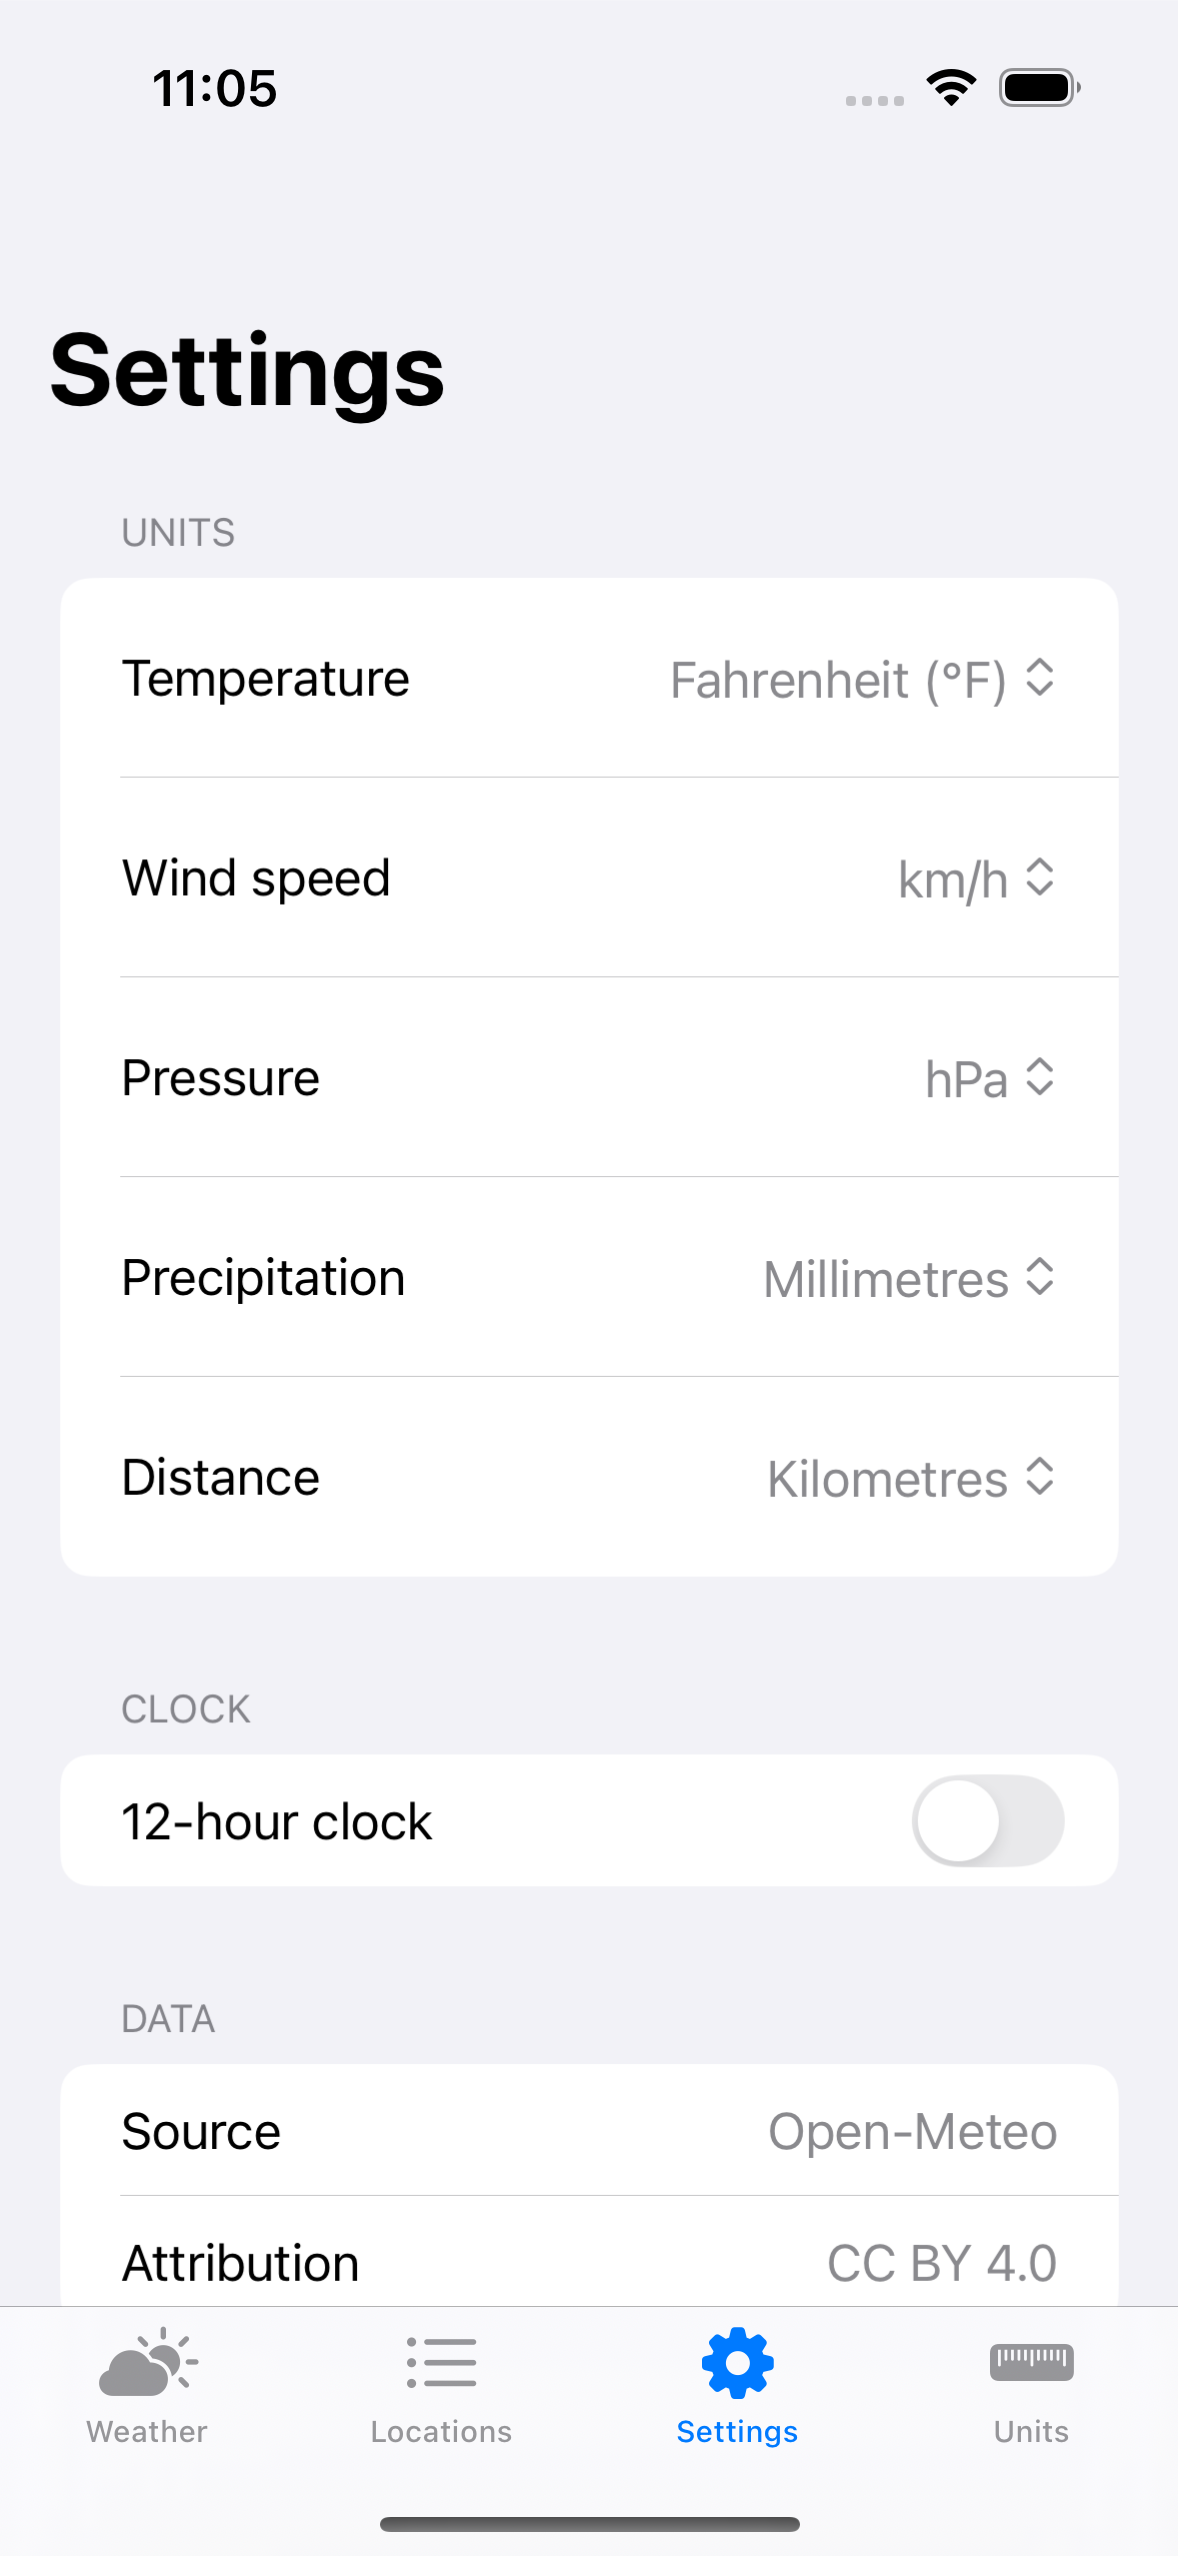 11:05
Settings
UNITS
Temperature Fahrenheit (°F)
Wind speed km/h
Pressure hPa
Precipitation Millimetres
Distance Kilometres
CLOCK
12-hour clock
DATA
Source Open-Meteo
Attribution CC BY 4.0
Weather Locations Settings Units